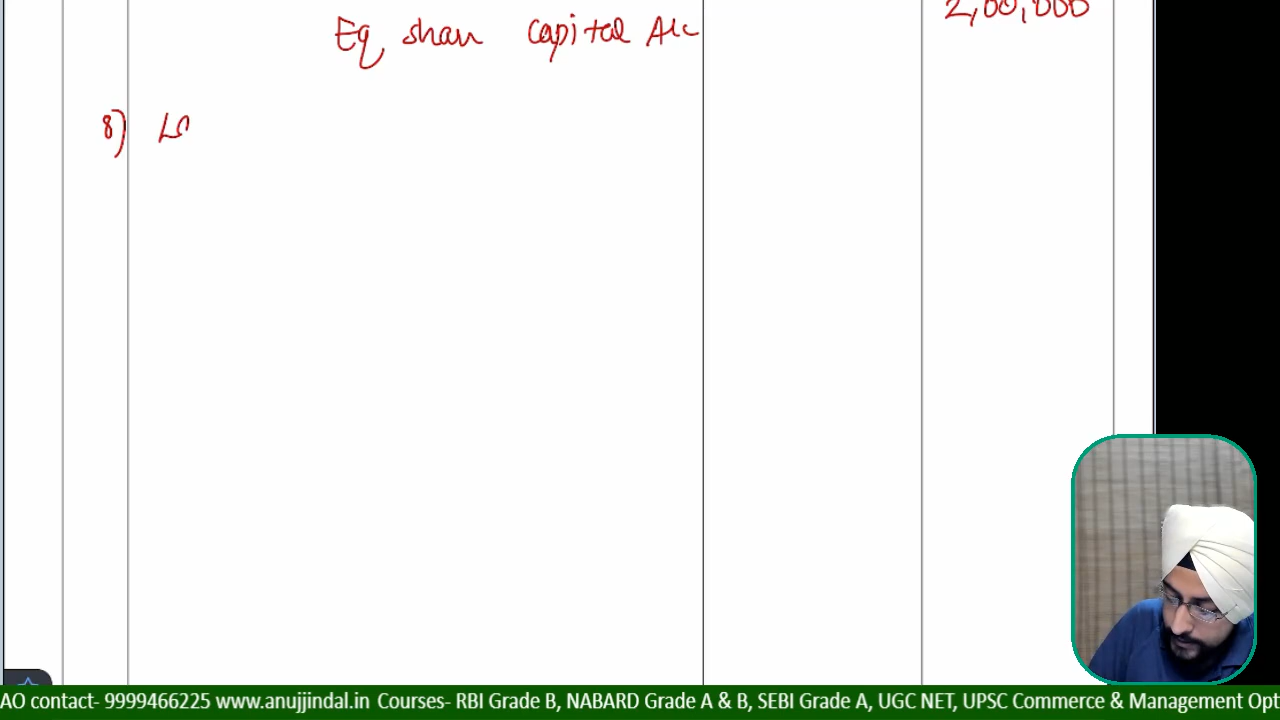 2,00,000
Eq share capital A/c
8)
AO contact- 9999466225 www.anujjindal.in Courses- RBI Grade B, NABARD Grade A & B, SEBI Grade A, UGC NET, UPSC Commerce & Management Opt